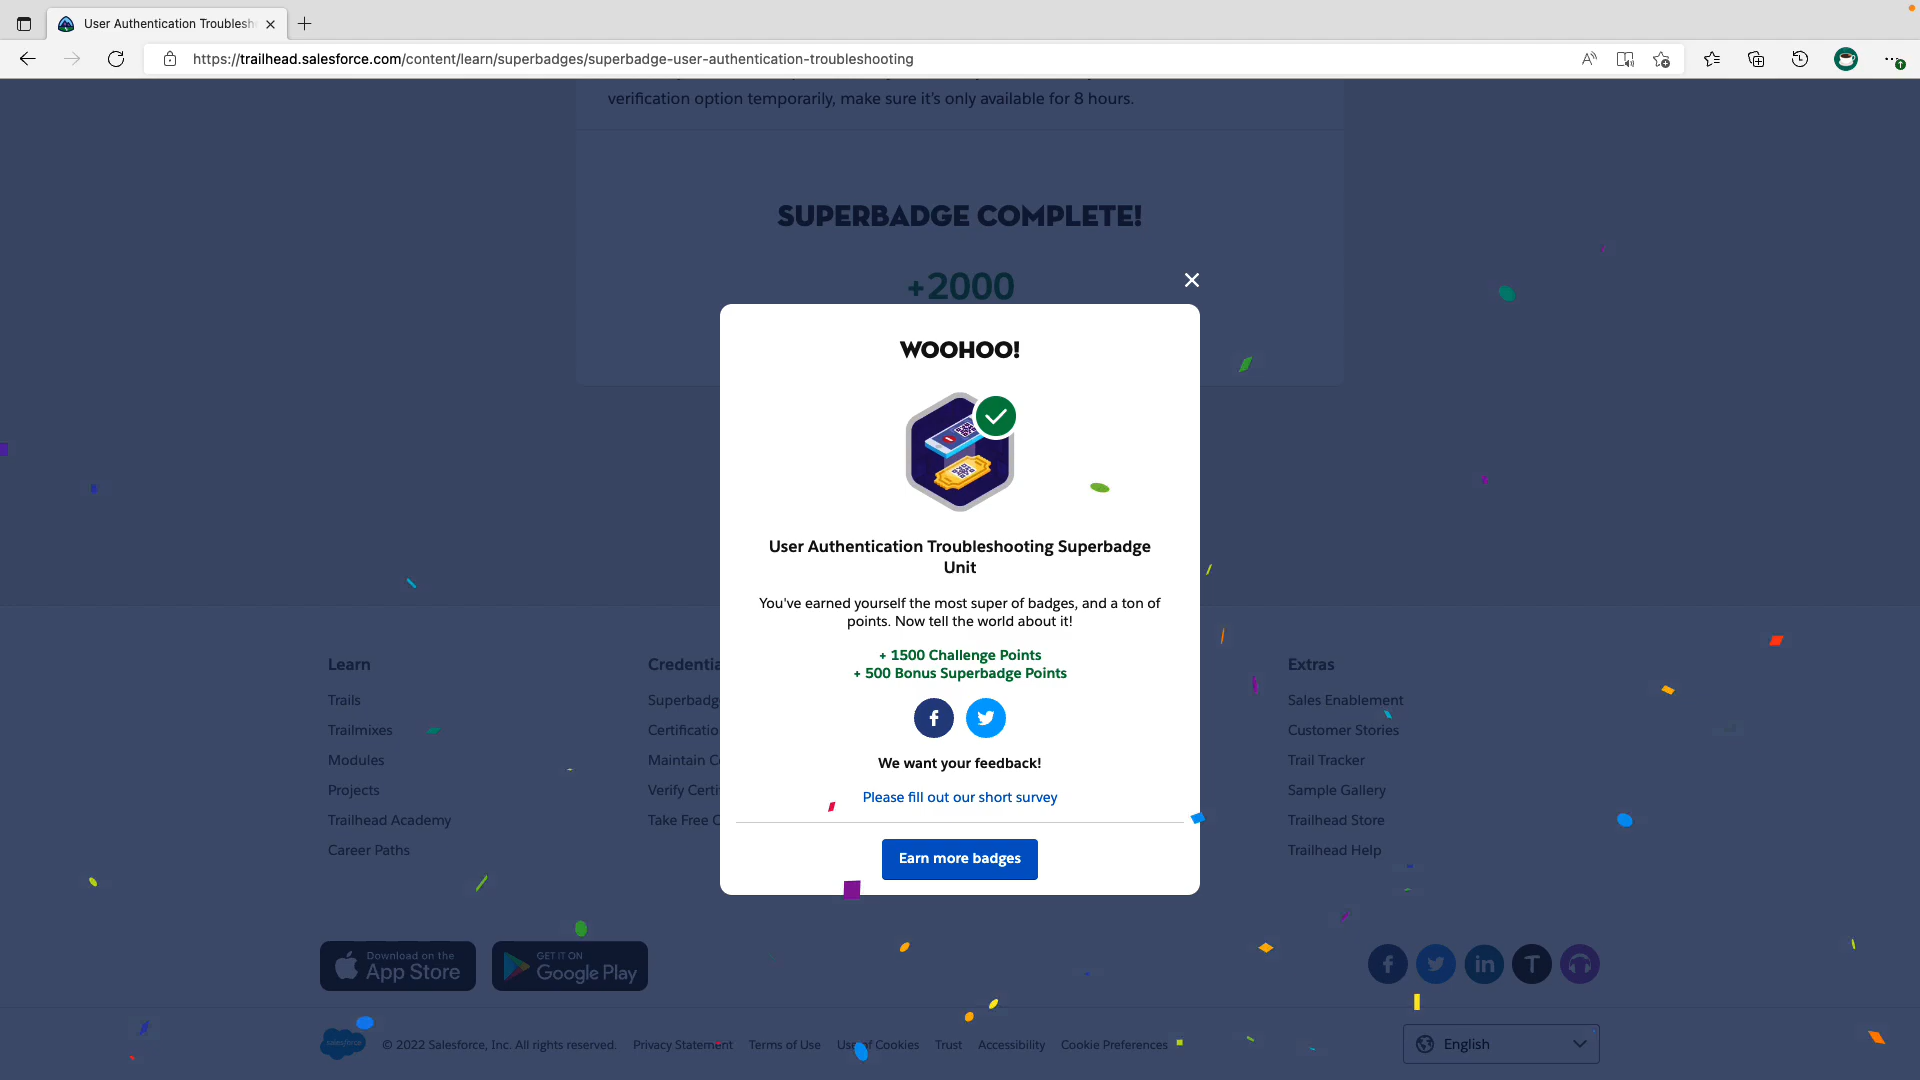 User Authentication Troublesh
https://trailhead.salesforce.com/content/learn/superbadges/superbadge-user-authentication-troubleshooting
verification option temporarily, make sure it's only available for 8 hours.
SUPERBADGE COMPLETE!
+2000
WOOHOO!
User Authentication Troubleshooting Superbadge
Unit
You've earned yourself the most super of badges, and a ton of
points. Now tell the world about it!
+ 1500 Challenge Points
+ 500 Bonus Superbadge Points
We want your feedback!
Please fill out our short survey
Earn more badges
Learn
Trails
Trailmixes
Modules
Projects
Trailhead Academy
Career Paths
Credentia
Superbadg
Certificatio
Maintain C
Verify Certi
Take Free C
Extras
Sales Enablement
Customer Stories
Trail Tracker
Sample Gallery
Trailhead Store
Trailhead Help
Download on the
App Store
GET IT ON
Google Play
salesforce
© 2022 Salesforce, Inc. All rights reserved. Privacy Statement Terms of Use Use of Cookies Trust Accessibility Cookie Preferences
English